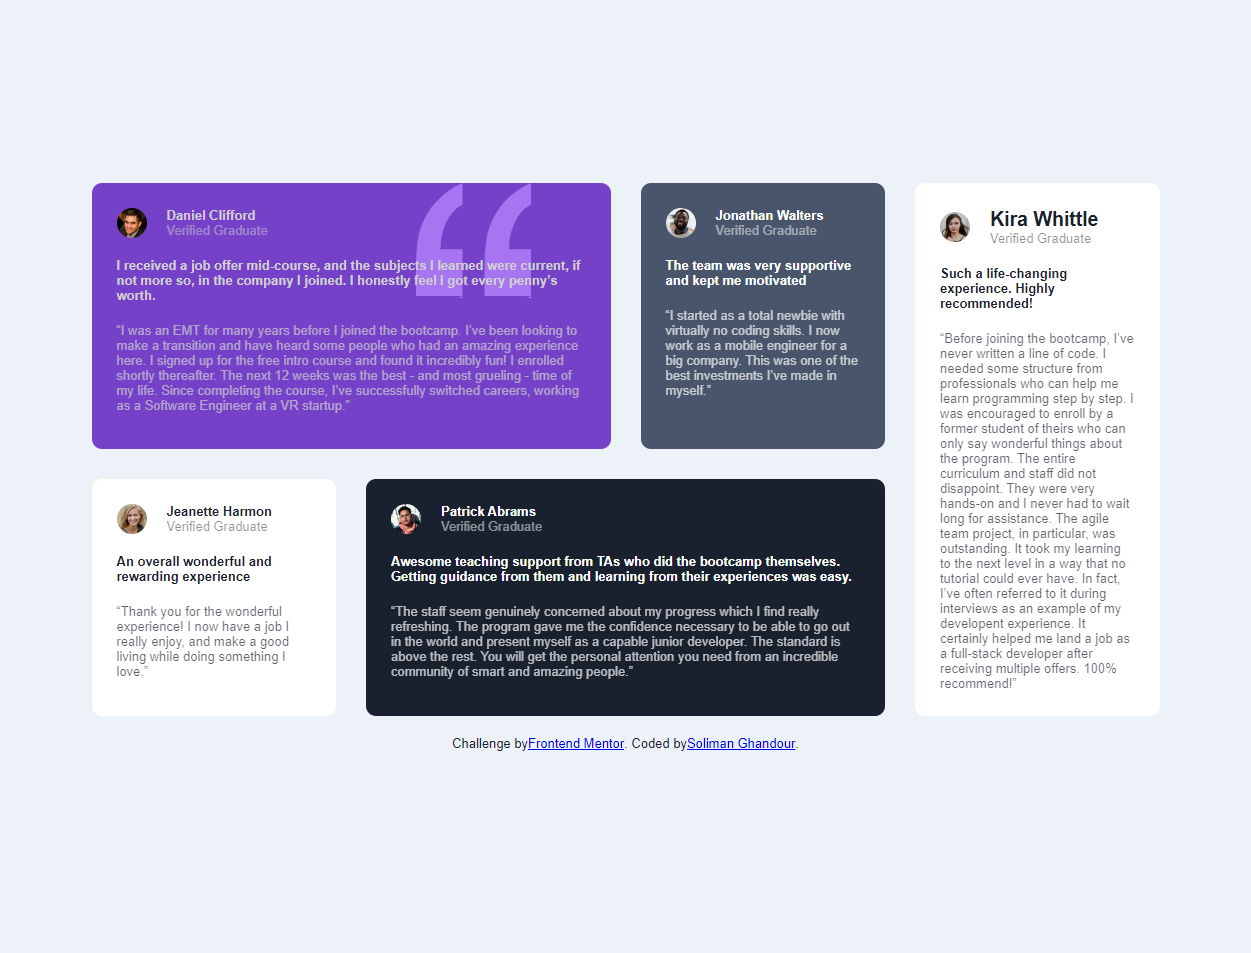 Daniel Clifford
Verified Graduate
I received a job offer mid-course, and the subjects I learned were current, if
not more so, in the company I joined. I honestly feel I got every penny’s
worth.
“I was an EMT for many years before I joined the bootcamp. I’ve been looking to
make a transition and have heard some people who had an amazing experience
here. I signed up for the free intro course and found it incredibly fun! I enrolled
shortly thereafter. The next 12 weeks was the best - and most grueling - time of
my life. Since completing the course, I’ve successfully switched careers, working
as a Software Engineer at a VR startup.”
Jonathan Walters
Verified Graduate
The team was very supportive
and kept me motivated
“I started as a total newbie with
virtually no coding skills. I now
work as a mobile engineer for a
big company. This was one of the
best investments I’ve made in
myself.”
Kira Whittle
Verified Graduate
Such a life-changing
experience. Highly
recommended!
“Before joining the bootcamp, I’ve
never written a line of code. I
needed some structure from
professionals who can help me
learn programming step by step. I
was encouraged to enroll by a
former student of theirs who can
only say wonderful things about
the program. The entire
curriculum and staff did not
disappoint. They were very
hands-on and I never had to wait
long for assistance. The agile
team project, in particular, was
outstanding. It took my learning
to the next level in a way that no
tutorial could ever have. In fact,
I’ve often referred to it during
interviews as an example of my
developent experience. It
certainly helped me land a job as
a full-stack developer after
receiving multiple offers. 100%
recommend!”
Jeanette Harmon
Verified Graduate
An overall wonderful and
rewarding experience
“Thank you for the wonderful
experience! I now have a job I
really enjoy, and make a good
living while doing something I
love.”
Patrick Abrams
Verified Graduate
Awesome teaching support from TAs who did the bootcamp themselves.
Getting guidance from them and learning from their experiences was easy.
“The staff seem genuinely concerned about my progress which I find really
refreshing. The program gave me the confidence necessary to be able to go out
in the world and present myself as a capable junior developer. The standard is
above the rest. You will get the personal attention you need from an incredible
community of smart and amazing people.”
Challenge byFrontend Mentor. Coded bySoliman Ghandour.